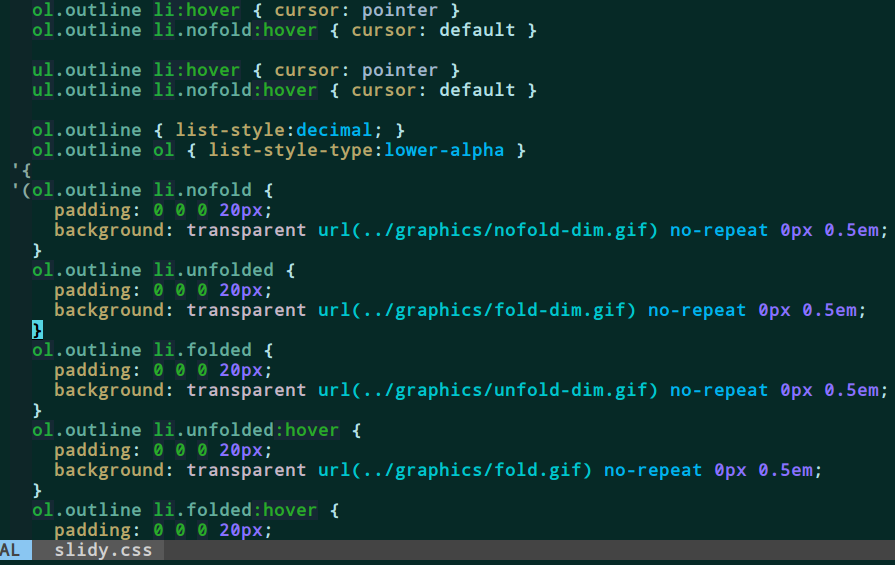 ol.outline li:hover { cursor: pointer }
ol.outline li.nofold:hover { cursor: default }
ul.outline li:hover { cursor: pointer }
ul.outline li.nofold:hover { cursor: default }
ol.outline { list-style:decimal; }
ol.outline ol { list-style-type:lower-alpha }
'{
'(ol.outline li.nofold {
padding: 0 0 0 20px;
background: transparent url(../graphics/nofold-dim.gif) no-repeat 0px 0.5em;
}
ol.outline li.unfolded {
padding: 0 0 0 20px;
background: transparent url(../graphics/fold-dim.gif) no-repeat 0px 0.5em;
}
ol.outline li.folded {
padding: 0 0 0 20px;
background: transparent url(../graphics/unfold-dim.gif) no-repeat 0px 0.5em;
}
ol.outline li.unfolded:hover {
padding: 0 0 0 20px;
background: transparent url(../graphics/fold.gif) no-repeat 0px 0.5em;
}
ol.outline li.folded:hover {
padding: 0 0 0 20px;
AL slidy.css